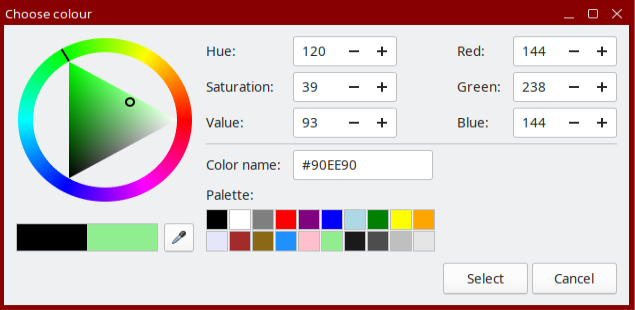 Choose colour
Hue: 120 Red: 144
Saturation: 39 Green: 238
Value: 93 Blue: 144
Color name: #90EE90
Palette:
Select Cancel